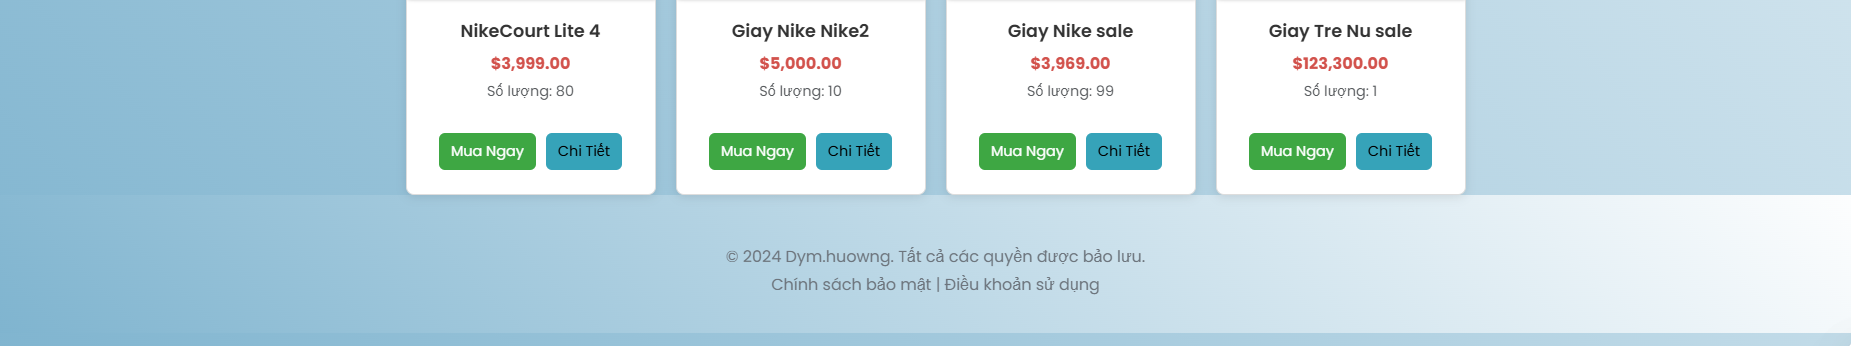 NikeCourt Lite 4
$3,999.00
Số lượng: 80
Mua Ngay
Chi Tiết
Giay Nike Nike2
$5,000.00
Số lượng: 10
Mua Ngay
Chi Tiết
Giay Nike sale
$3,969.00
Số lượng: 99
Mua Ngay
Chi Tiết
Giay Tre Nu sale
$123,300.00
Số lượng: 1
Mua Ngay
Chi Tiết
© 2024 Dym.huowng. Tất cả các quyền được bảo lưu.
Chính sách bảo mật | Điều khoản sử dụng